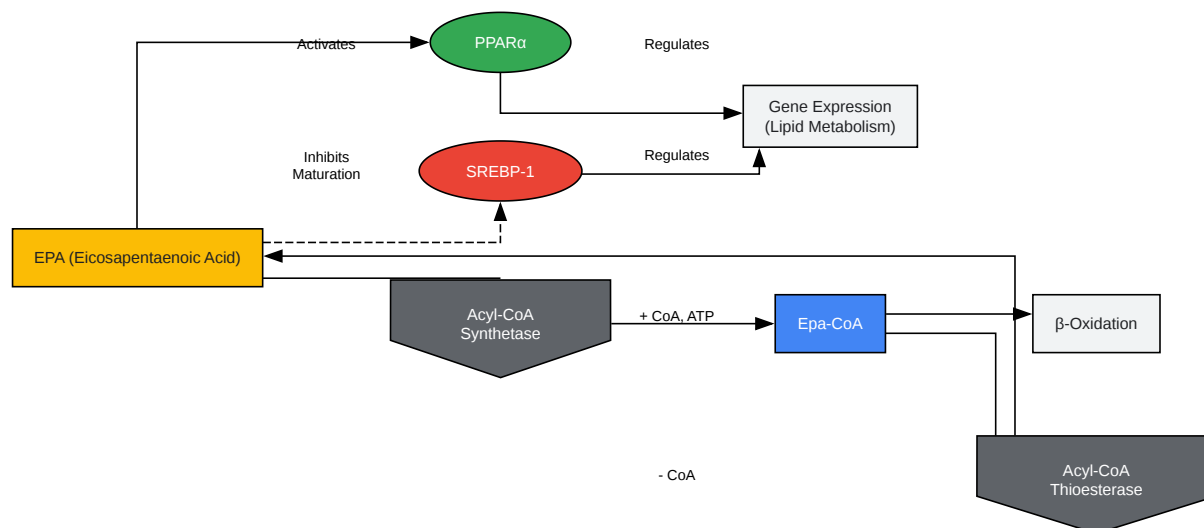 Activates
PPARα
Regulates
Gene Expression
(Lipid Metabolism)
Inhibits
Maturation
SREBP-1
Regulates
EPA (Eicosapentaenoic Acid)
Acyl-CoA
Synthetase
+ CoA, ATP
Epa-CoA
β-Oxidation
- CoA
Acyl-CoA
Thioesterase